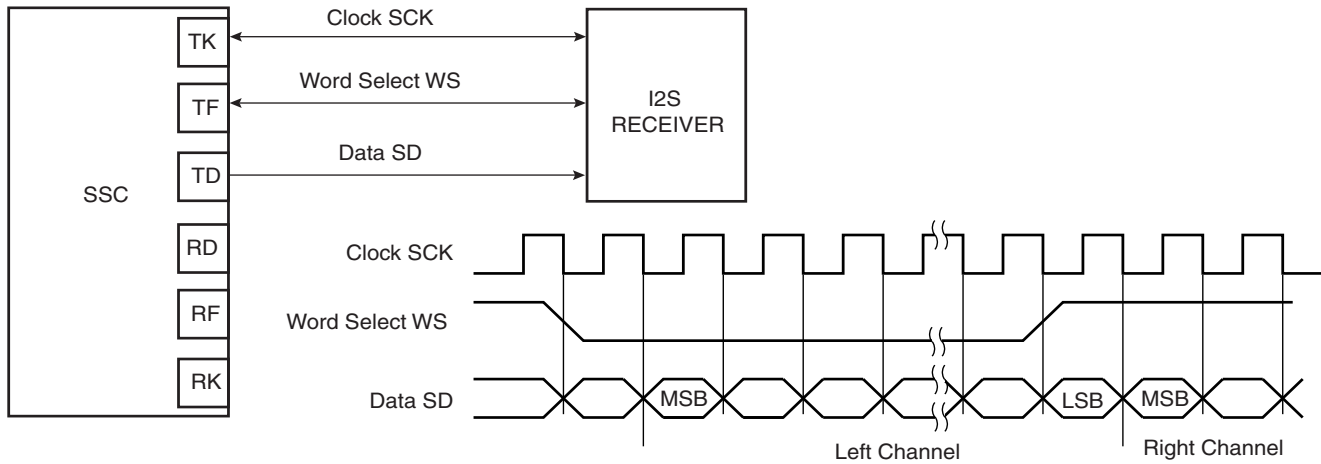 Clock SCK
TK
Word Select WS
TF
I2S
RECEIVER
Data SD
TD
SSC
RD
RF
RK
Clock SCK
Word Select WS
Data SD
MSB
LSB
MSB
Left Channel
Right Channel